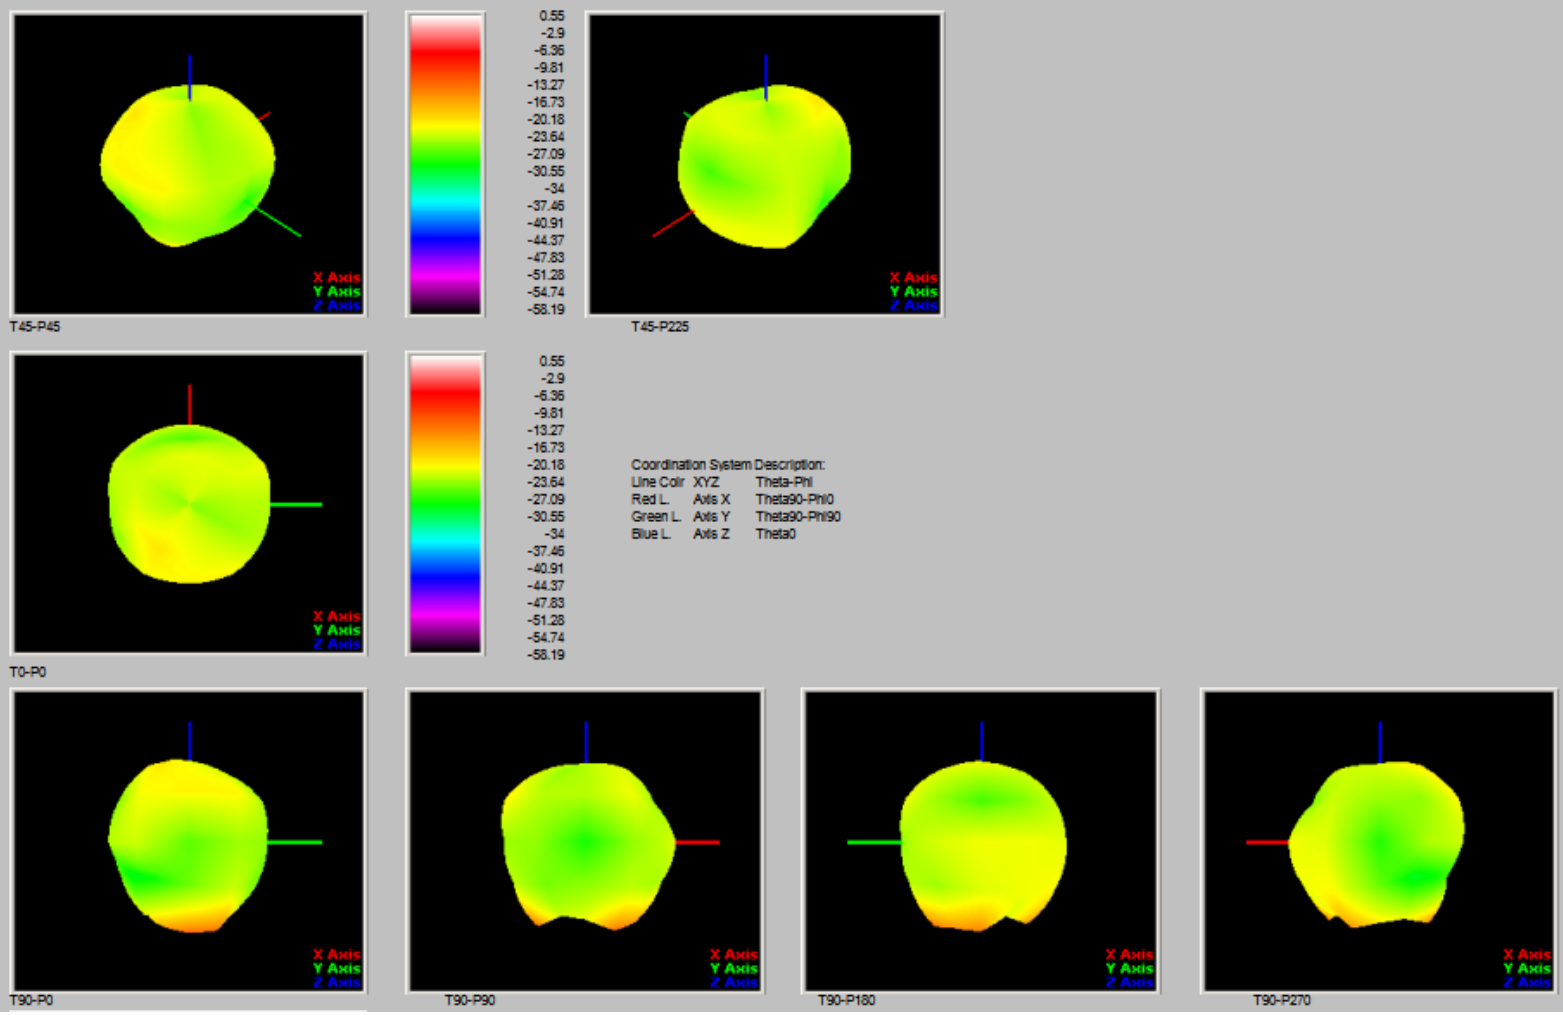 0.55
-2.9
-6.36
-9.81
-13.27
-16.73
-20.18
-23.64
-27.09
-30.55
-34
-37.46
-40.91
-44.37
-47.83
-51.28
-54.74
-58.19
X Axis
Y Axis
Z Axis
X Axis
Y Axis
Z Axis
T45-P45
T45-P225
0.55
-2.9
-6.36
-9.81
-13.27
-16.73
-20.18
-23.64
-27.09
-30.55
-34
-37.46
-40.91
-44.37
-47.83
-51.28
-54.74
-58.19
Coordination System Description:
Line Colr XYZ Theta-Phi
Red L. Axis X Theta90-Phi0
Green L. Axis Y Theta90-Phi90
Blue L. Axis Z Theta0
X Axis
Y Axis
Z Axis
T0-P0
X Axis
Y Axis
Z Axis
X Axis
Y Axis
Z Axis
X Axis
Y Axis
Z Axis
X Axis
Y Axis
Z Axis
T90-P0
T90-P90
T90-P180
T90-P270